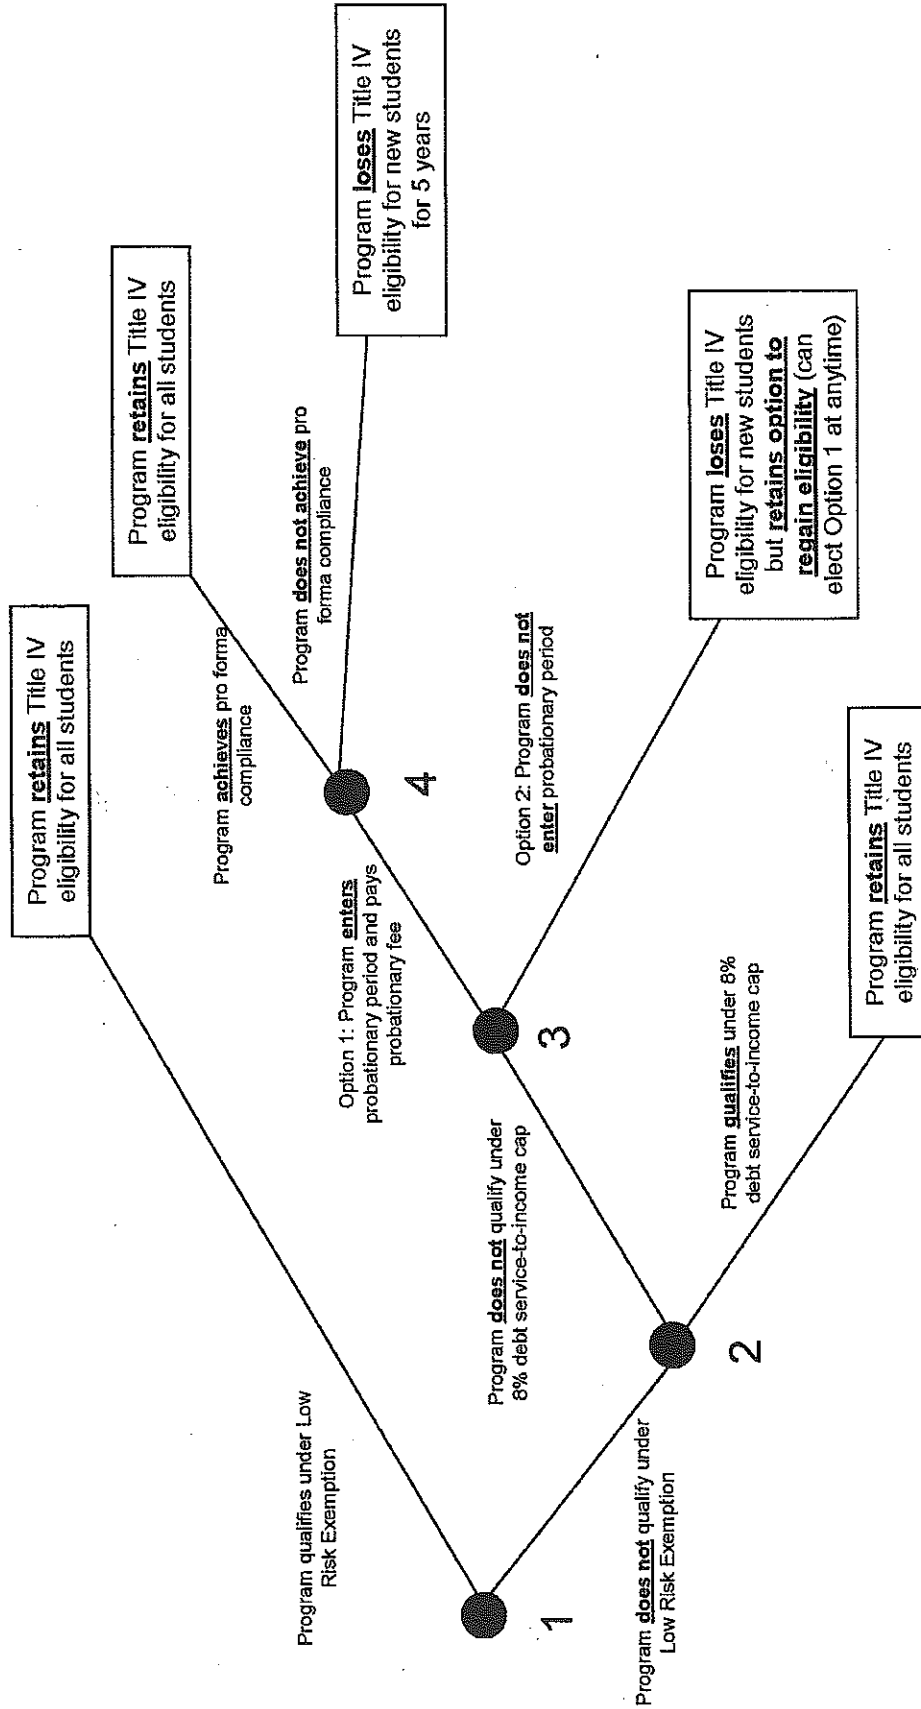 Program retains Title IV
eligibility for all students
Program retains Title IV
eligibility for all students
Program loses Title IV
eligibility for new students
for 5 years
Program achieves pro forma
compliance
Program does not achieve pro
forma compliance
4
Option 1: Program enters
probationary period and pays
probationary fee
Program qualifies under Low
Risk Exemption
1
Program does not qualify under
8% debt service-to-income cap
3
Option 2: Program does not
enter probationary period
Program loses Title IV
eligibility for new students
but retains option to
regain eligibility (can
elect Option 1 at anytime)
Program does not qualify under
Low Risk Exemption
2
Program qualifies under 8%
debt service-to-income cap
Program retains Title IV
eligibility for all students